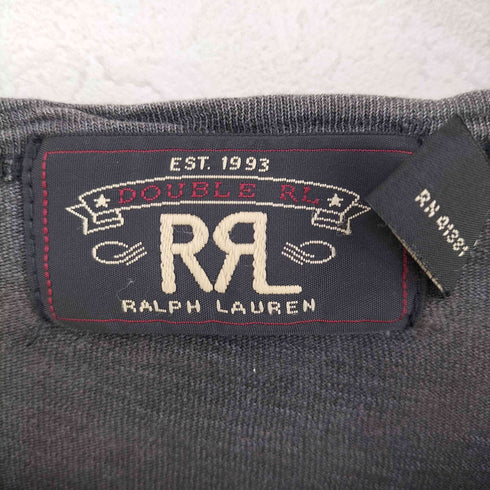 EST. 1993
DOUBLE RL
RRL
RALPH LAUREN
RN 41381